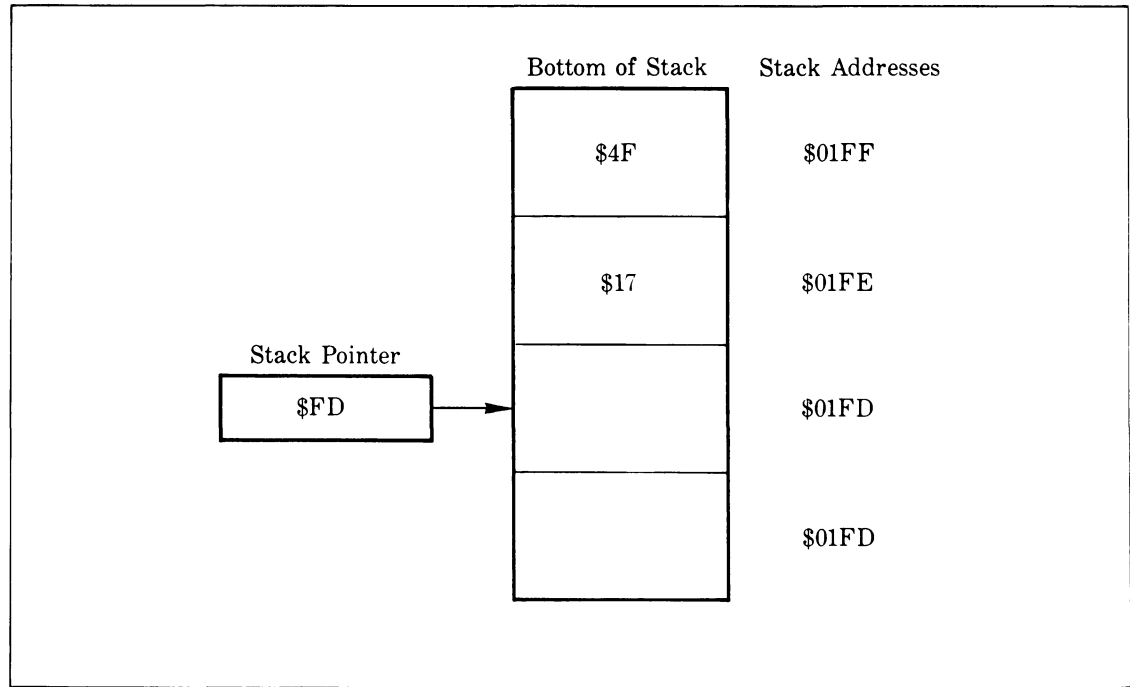 Bottom of Stack Stack Addresses
$4F $01FF
$17 $01FE
Stack Pointer
$FD $01FD
$01FD